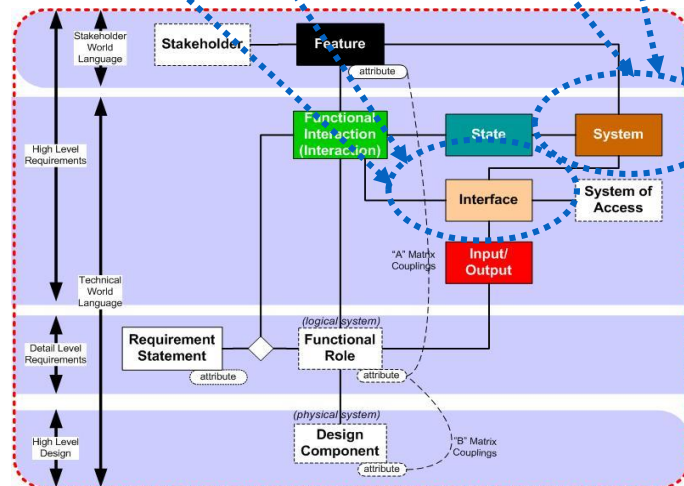 Stakeholder
World
Language
Stakeholder
Feature
attribute
High Level
Requirements
Functional
Interaction
(Interaction)
State
System
Interface
System of
Access
"A" Matrix
Couplings
Input/
Output
Technical
World
Language
(logical system)
Detail Level
Requirements
Requirement
Statement
attribute
Functional
Role
attribute
(physical system)
High Level
Design
Design
Component
attribute
"B" Matrix
Couplings